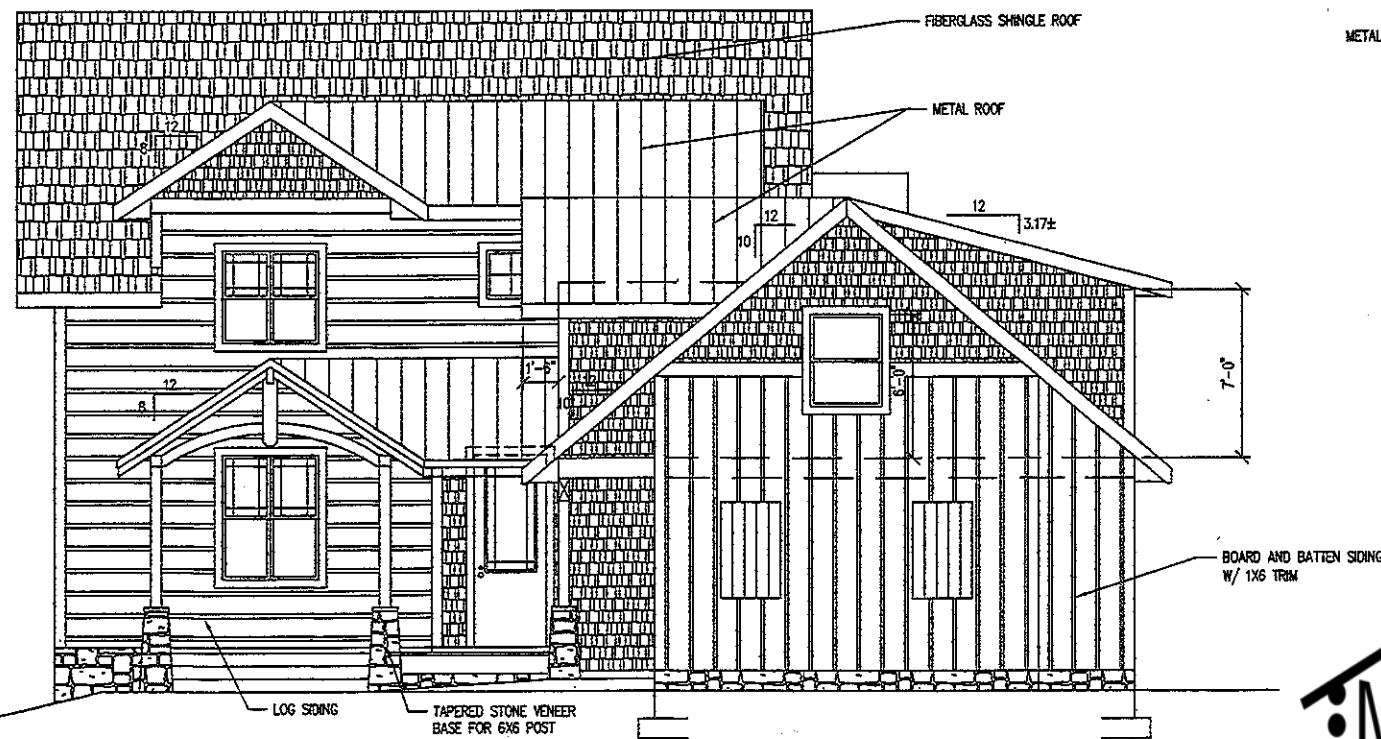 FIBERGLASS SHINGLE ROOF
METAL
METAL ROOF
12
8
12
3.17±
12
10
1'-6"
12
8
12
10
6'-0"
7'-0"
BOARD AND BATTEN SIDING
W/ 1X6 TRIM
LOG SIDING
TAPERED STONE VENEER
BASE FOR 6X6 POST